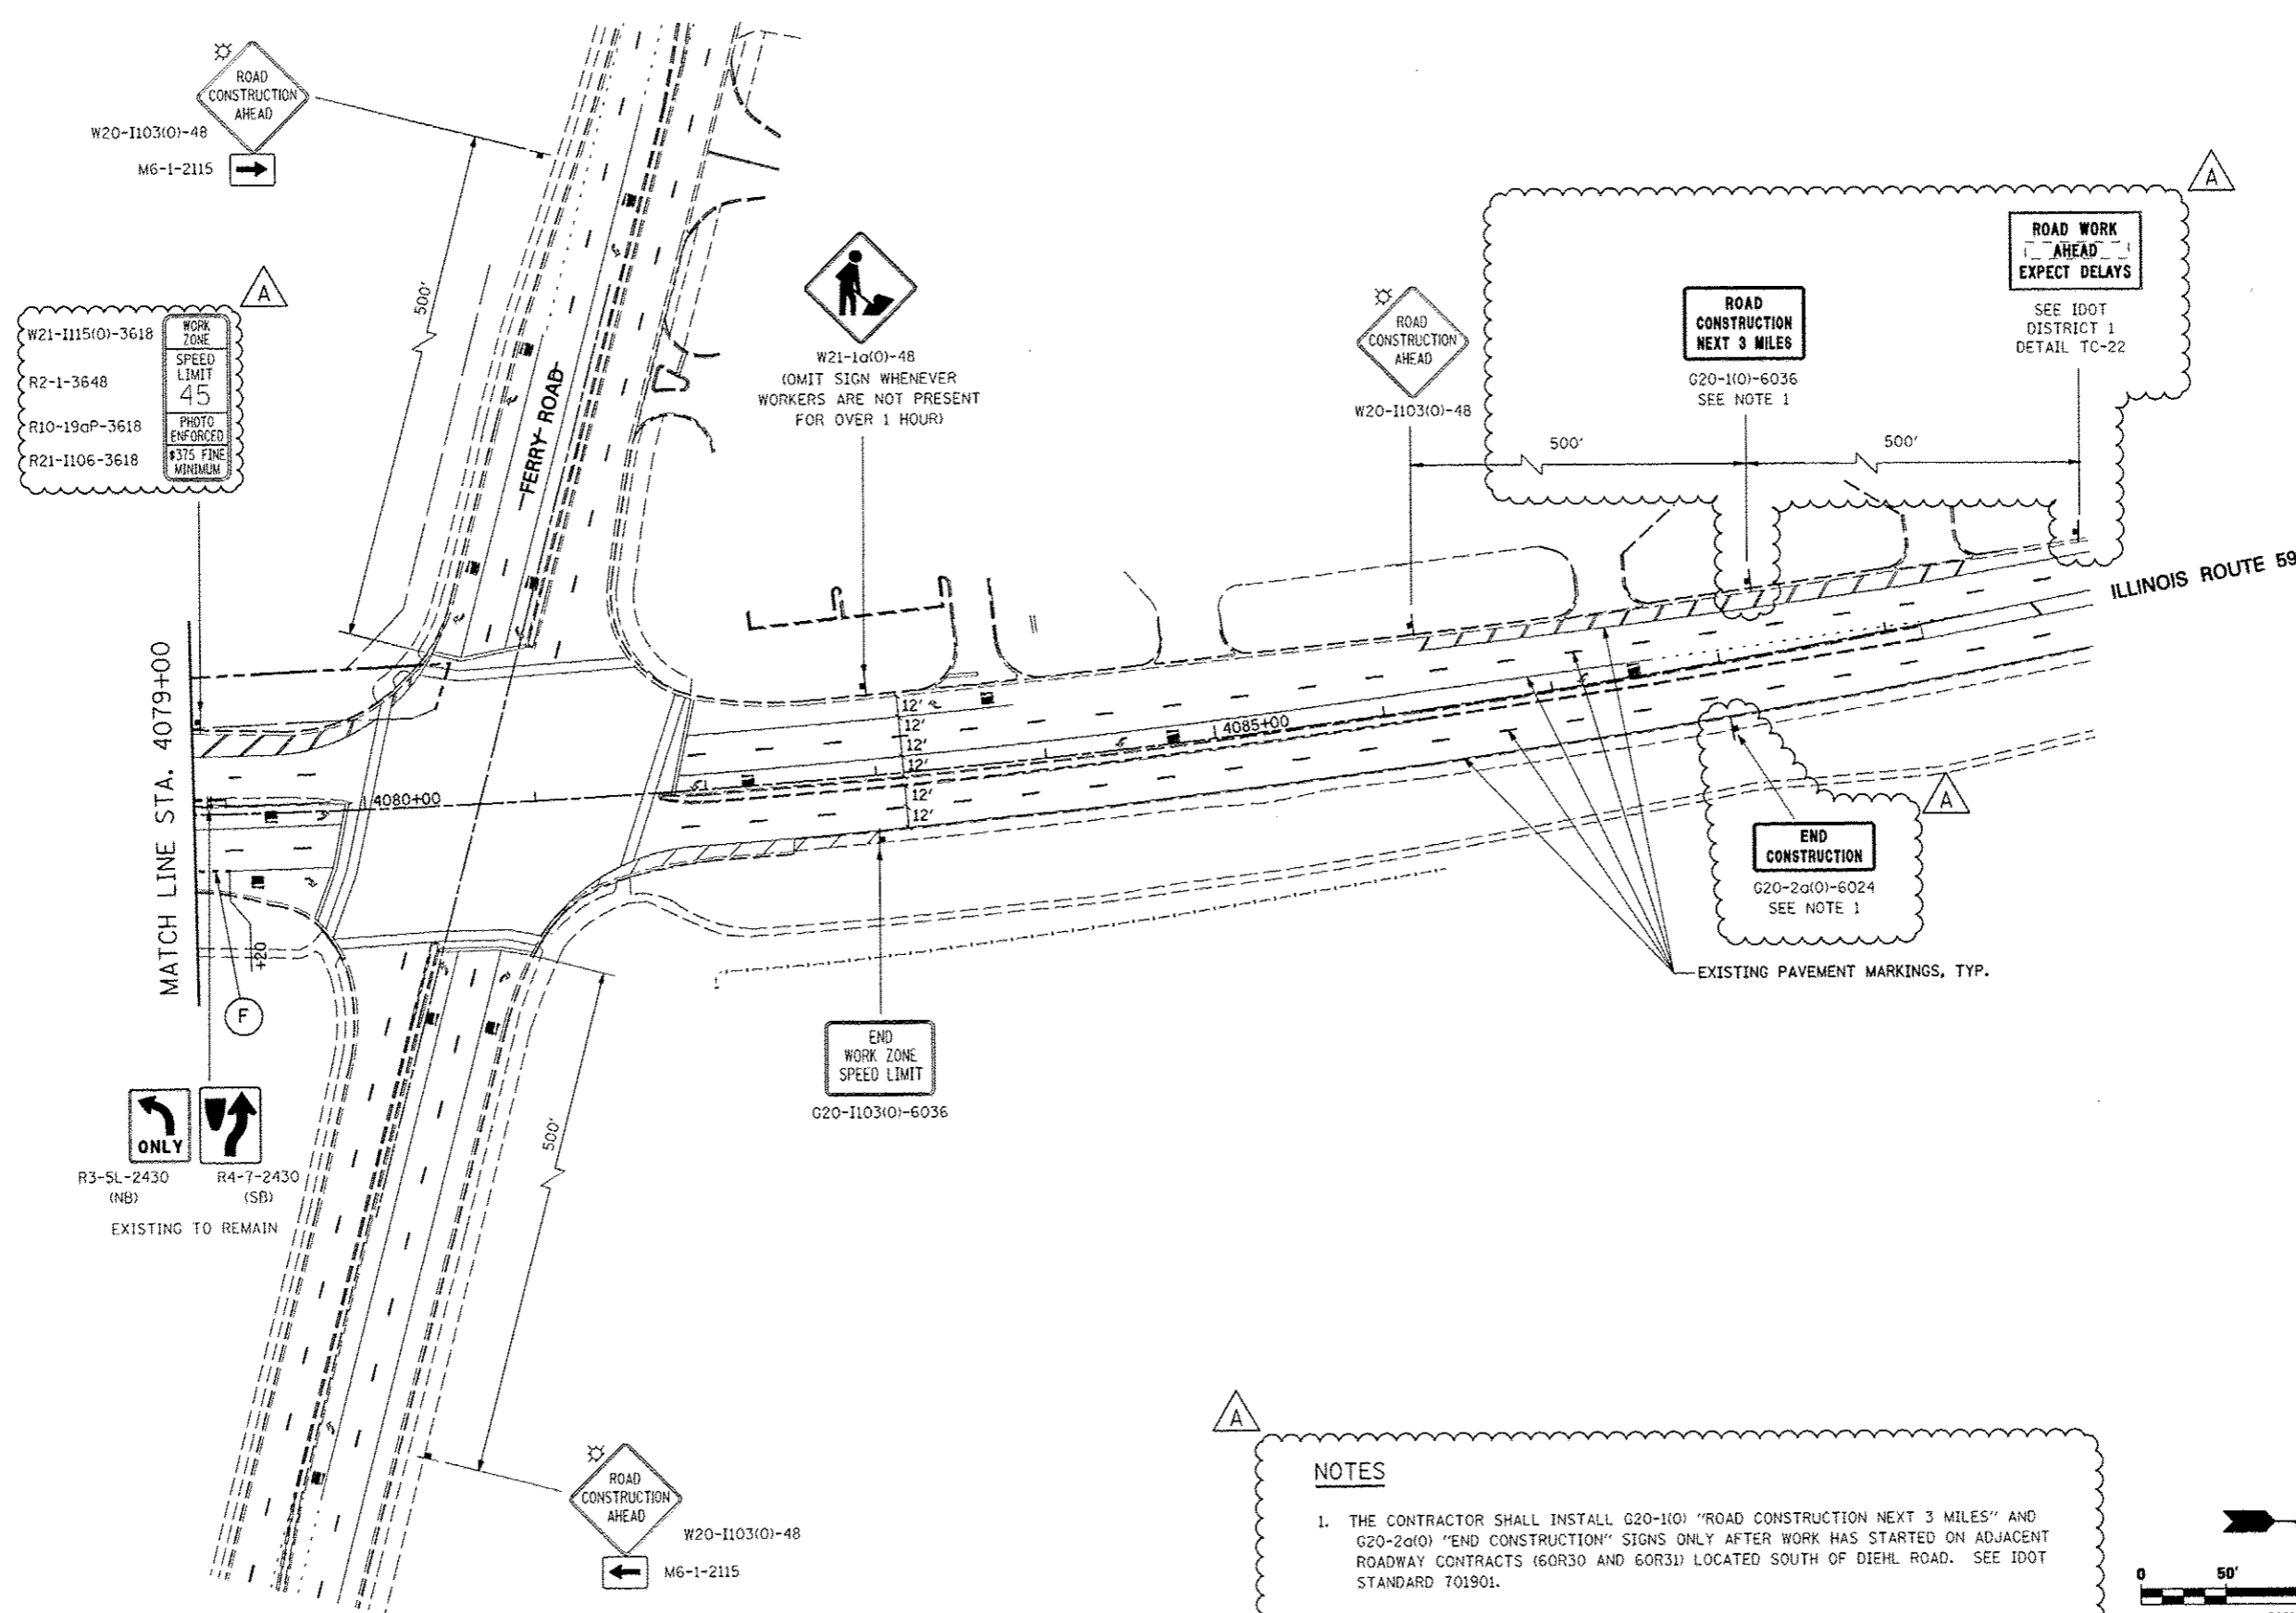 ROAD
CONSTRUCTION
AHEAD
W20-I103(O)-48
M6-1-2115
A
W21-I115(O)-3618
R2-1-3648
R10-19aP-3618
R21-I106-3618
WORK
ZONE
SPEED
LIMIT
45
PHOTO
ENFORCED
$375 FINE
MINIMUM
500'
FERRY ROAD
W21-1a(O)-48
(OMIT SIGN WHENEVER
WORKERS ARE NOT PRESENT
FOR OVER 1 HOUR)
ROAD
CONSTRUCTION
AHEAD
W20-I103(O)-48
ROAD
CONSTRUCTION
NEXT 3 MILES
G20-1(O)-6036
SEE NOTE 1
A
ROAD WORK
AHEAD
EXPECT DELAYS
SEE IDOT
DISTRICT 1
DETAIL TC-22
500'
500'
ILLINOIS ROUTE 59
MATCH LINE STA. 4079+00
4080+00
4085+00
12'
12'
12'
12'
12'
12'
+20
F
A
END
CONSTRUCTION
G20-2a(O)-6024
SEE NOTE 1
EXISTING PAVEMENT MARKINGS, TYP.
END
WORK ZONE
SPEED LIMIT
G20-I103(O)-6036
ONLY
R3-5L-2430
(NB)
R4-7-2430
(SB)
EXISTING TO REMAIN
500'
ROAD
CONSTRUCTION
AHEAD
W20-I103(O)-48
M6-1-2115
A
NOTES
1. THE CONTRACTOR SHALL INSTALL G20-1(O) "ROAD CONSTRUCTION NEXT 3 MILES" AND
G20-2a(O) "END CONSTRUCTION" SIGNS ONLY AFTER WORK HAS STARTED ON ADJACENT
ROADWAY CONTRACTS (60R30 AND 60R31) LOCATED SOUTH OF DIEHL ROAD. SEE IDOT
STANDARD 701901.
0 50'